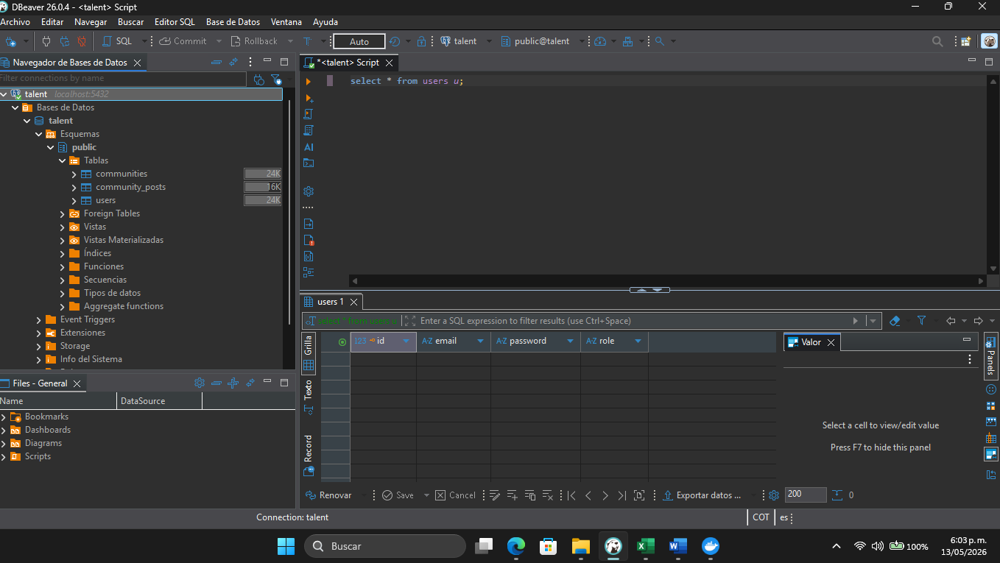 DBeaver 26.0.4 - <talent> Script
Archivo Editar Navegar Buscar Editor SQL Base de Datos Ventana Ayuda
SQL Commit Rollback T Auto talent public@talent
Navegador de Bases de Datos
Filter connections by name
talent localhost:5432
Bases de Datos
talent
Esquemas
public
Tablas
communities 24K
community_posts 16K
users 24K
Foreign Tables
Vistas
Vistas Materializadas
Índices
Funciones
Secuencias
Tipos de datos
Aggregate functions
Event Triggers
Extensiones
Storage
Info del Sistema
Files - General
Name DataSource
Bookmarks
Dashboards
Diagrams
Scripts
*<talent> Script
select * from users u;
AI
users 1
select * from users u Enter a SQL expression to filter results (use Ctrl+Space)
Grilla
Texto
Record
123 id A-Z email A-Z password A-Z role
Valor
Select a cell to view/edit value
Press F7 to hide this panel
Panels
Renovar Save Cancel Exportar datos ... 200 0
Connection: talent COT es
Buscar
100%
6:03 p. m.
13/05/2026